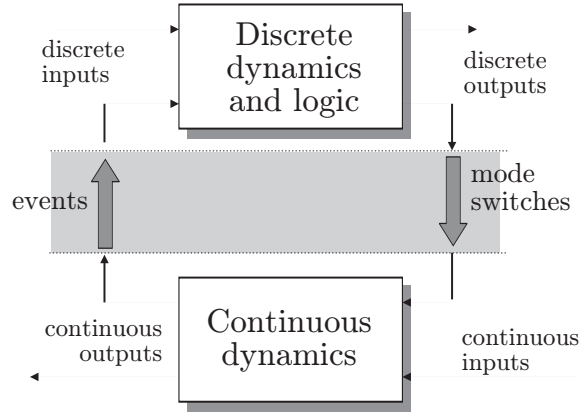 discrete
inputs
Discrete
dynamics
and logic
discrete
outputs
events
mode
switches
continuous
outputs
Continuous
dynamics
continuous
inputs